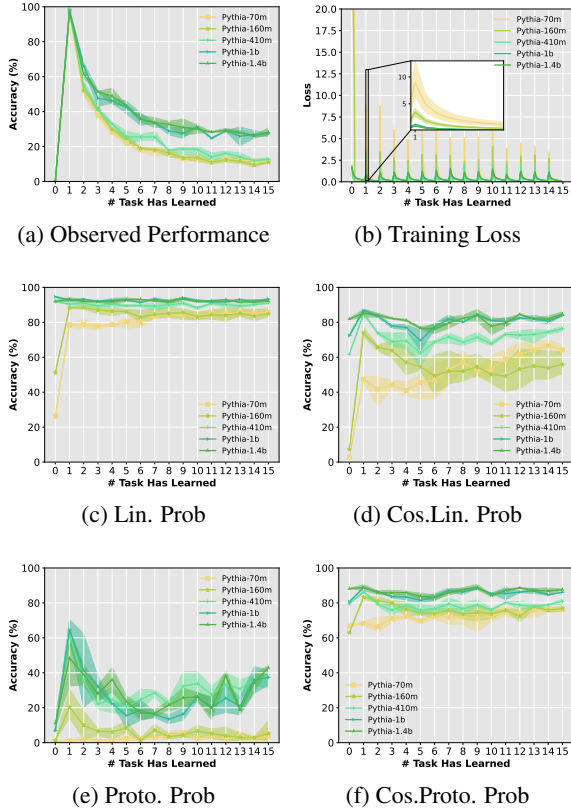 100
80
60
40
20
0
Accuracy (%)
0 1 2 3 4 5 6 7 8 9 10 11 12 13 14 15
# Task Has Learned
Pythia-70m
Pythia-160m
Pythia-410m
Pythia-1b
Pythia-1.4b
(a) Observed Performance
20.0
17.5
15.0
12.5
10.0
7.5
5.0
2.5
0.0
Loss
10
5
1
0 1 2 3 4 5 6 7 8 9 10 11 12 13 14 15
# Task Has Learned
Pythia-70m
Pythia-160m
Pythia-410m
Pythia-1b
Pythia-1.4b
(b) Training Loss
100
80
60
40
20
0
Accuracy (%)
0 1 2 3 4 5 6 7 8 9 10 11 12 13 14 15
# Task Has Learned
Pythia-70m
Pythia-160m
Pythia-410m
Pythia-1b
Pythia-1.4b
(c) Lin. Prob
100
80
60
40
20
0
Accuracy (%)
0 1 2 3 4 5 6 7 8 9 10 11 12 13 14 15
# Task Has Learned
Pythia-70m
Pythia-160m
Pythia-410m
Pythia-1b
Pythia-1.4b
(d) Cos.Lin. Prob
100
80
60
40
20
0
Accuracy (%)
0 1 2 3 4 5 6 7 8 9 10 11 12 13 14 15
# Task Has Learned
Pythia-70m
Pythia-160m
Pythia-410m
Pythia-1b
Pythia-1.4b
(e) Proto. Prob
100
80
60
40
20
0
Accuracy (%)
0 1 2 3 4 5 6 7 8 9 10 11 12 13 14 15
# Task Has Learned
Pythia-70m
Pythia-160m
Pythia-410m
Pythia-1b
Pythia-1.4b
(f) Cos.Proto. Prob